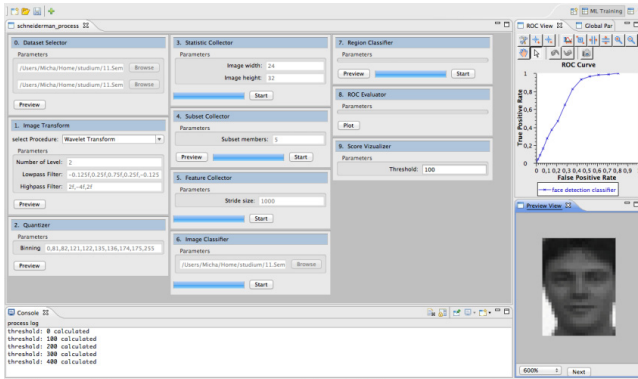 ML Training
schneiderman_process
0. Dataset Selector
Parameters
/Users/Micha/Home/studium/11.Sem Browse
/Users/Micha/Home/studium/11.Sem Browse
Preview
1. Image Transform
select Procedure: Wavelet Transform
Parameters
Number of Level: 2
Lowpass Filter: -0.125f,0.25f,0.75f,0.25f,-0.125
Highpass Filter: 2f,-4f,2f
Preview
2. Quantizer
Parameters
Binning 0,81,82,121,122,135,136,174,175,255
Preview
3. Statistic Collector
Parameters
Image width: 24
Image height: 32
Start
4. Subset Collector
Parameters
Subset members: 5
Preview Start
5. Feature Collector
Parameters
Stride size: 1000
Start
6. Image Classifier
Parameters
/Users/Micha/Home/studium/11.Sem Browse
Start
7. Region Classifier
Parameters
Preview Start
8. ROC Evaluator
Parameters
Plot
9. Score Vizualizer
Parameters
Threshold: 100
ROC View Global Par
ROC Curve
True Positive Rate
1
0,8
0,6
0,4
0,2
0
0 0,1 0,2 0,3 0,4 0,5 0,6 0,7 0,8 0,9
False Positive Rate
face detection classifier
Preview View
600% Next
Console
process log
threshold: 0 calculated
threshold: 100 calculated
threshold: 200 calculated
threshold: 300 calculated
threshold: 400 calculated